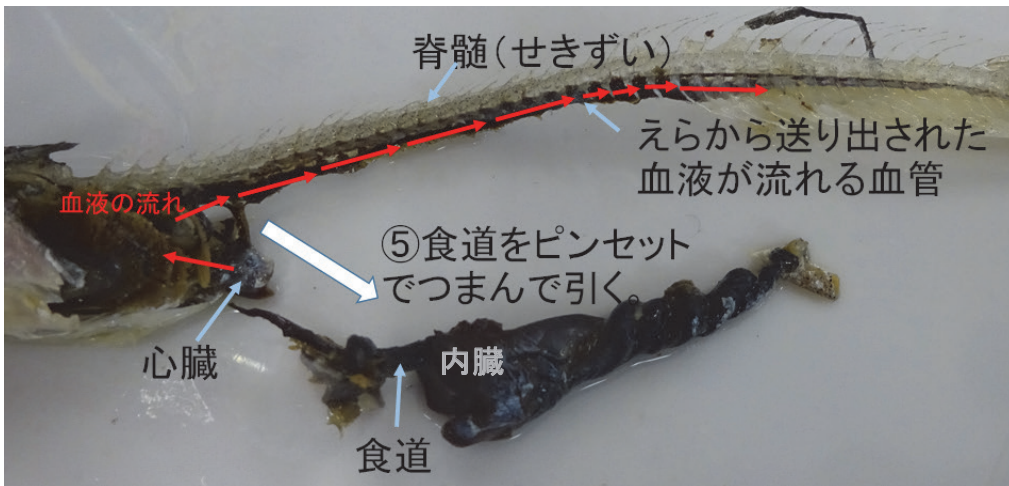 脊髄(せきずい)
えらから送り出された
血液が流れる血管
血液の流れ
⑤食道をピンセット
でつまんで引く。
心臓
内臓
食道